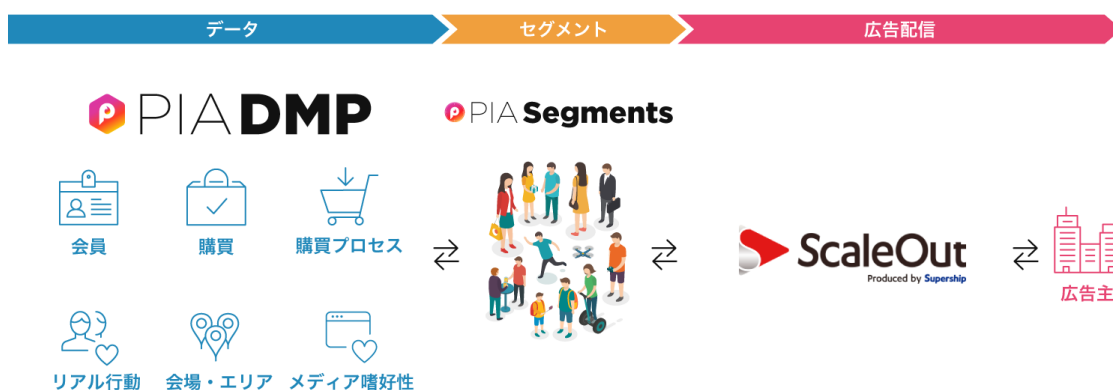 データ
セグメント
広告配信
PIA DMP
PIA Segments
会員
購買
購買プロセス
ScaleOut
Produced by Supership
広告主
リアル行動
会場・エリア
メディア嗜好性